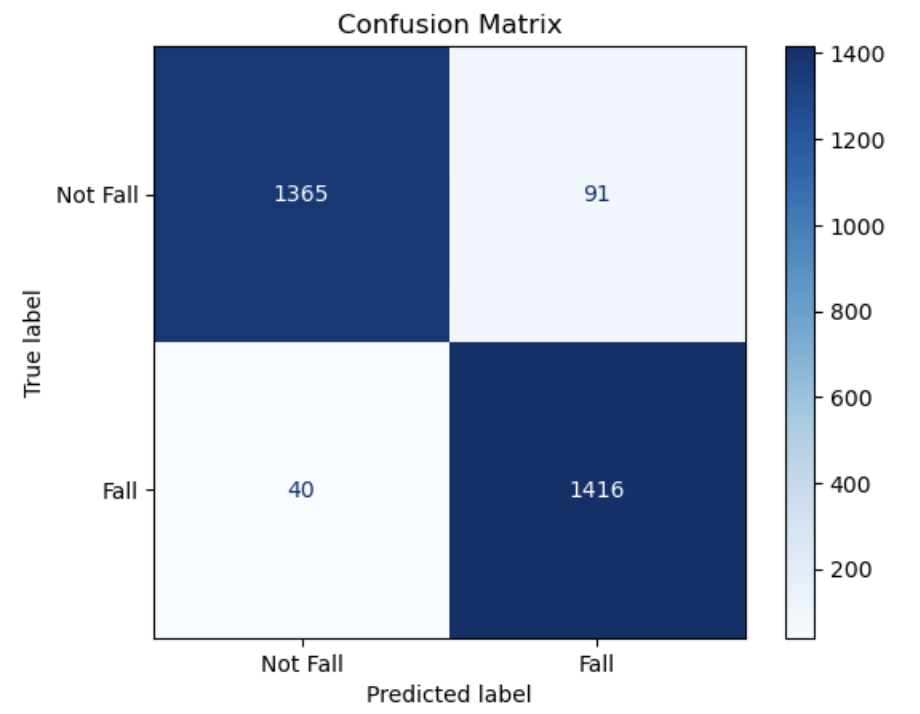 Confusion Matrix
1400
1200
Not Fall
1365
91
1000
800
True label
600
Fall
40
1416
400
200
Not Fall
Fall
Predicted label